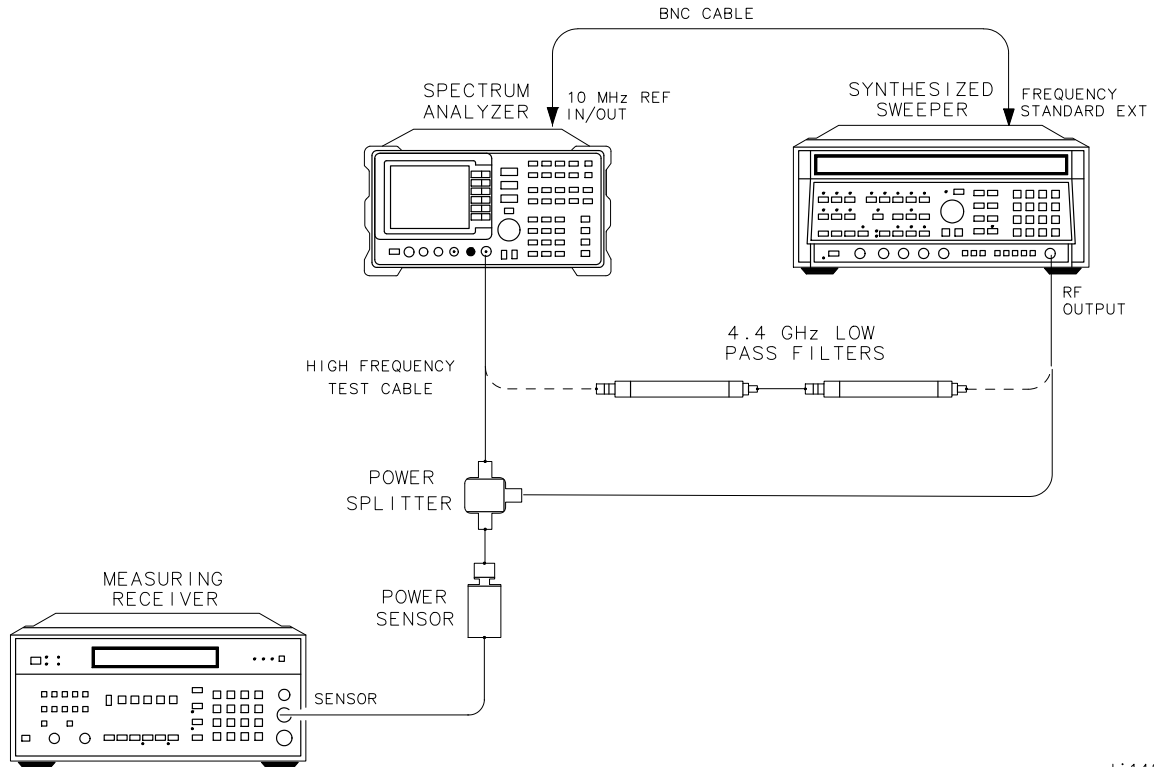 BNC CABLE
SPECTRUM
ANALYZER
10 MHz REF
IN/OUT
SYNTHESIZED
SWEEPER
FREQUENCY
STANDARD EXT
RF
OUTPUT
4.4 GHz LOW
PASS FILTERS
HIGH FREQUENCY
TEST CABLE
POWER
SPLITTER
MEASURING
RECEIVER
POWER
SENSOR
SENSOR